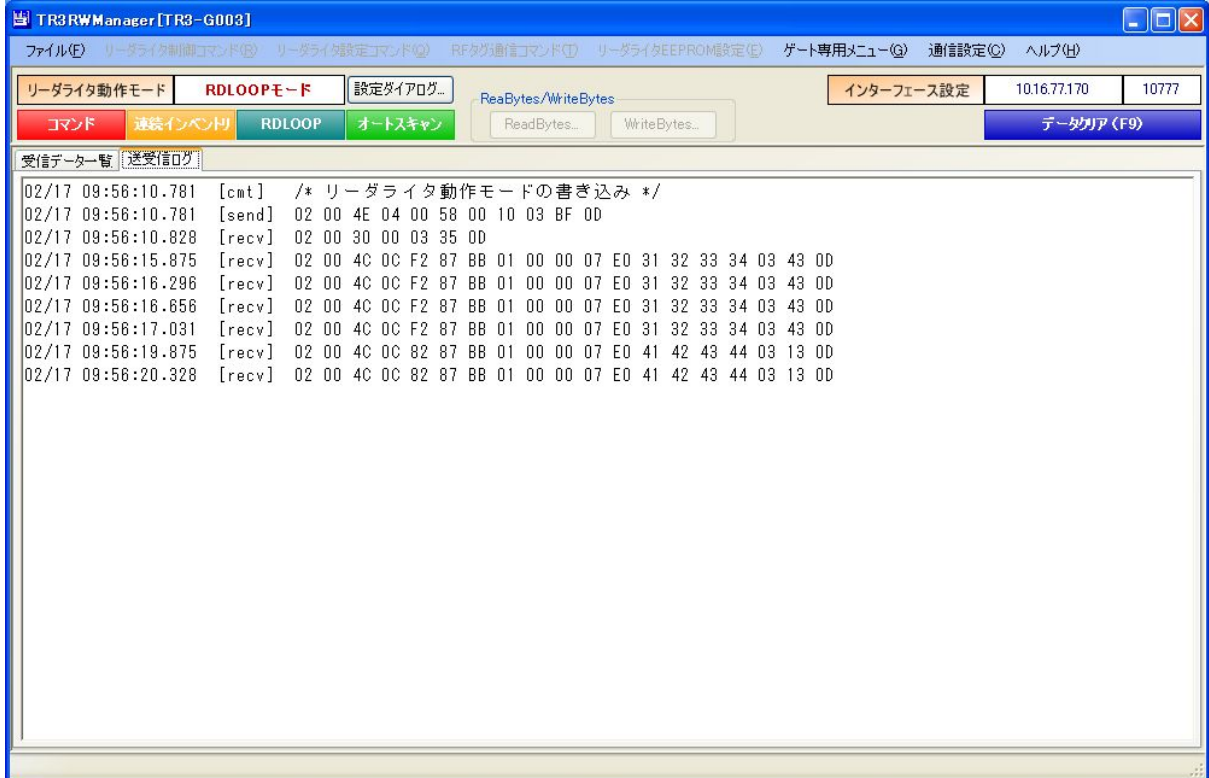 TR3RWManager[TR3-G003]
ファイル(F) リーダライタ制御コマンド(R) リーダライタ設定コマンド(Q) RFタグ通信コマンド(T) リーダライタEEPROM設定(E) ゲート専用メニュー(G) 通信設定(C) ヘルプ(H)
リーダライタ動作モード RDLOOPモード 設定ダイアログ... インターフェース設定 10.16.77.170 10777
ReaBytes/WriteBytes
コマンド 連続インベントリ RDLOOP オートスキャン ReadBytes... WriteBytes... データクリア(F9)
受信データ一覧 送受信ログ
02/17 09:56:10.781 [cmt] /* リーダライタ動作モードの書き込み */
02/17 09:56:10.781 [send] 02 00 4E 04 00 58 00 10 03 BF 0D
02/17 09:56:10.828 [recv] 02 00 30 00 03 35 0D
02/17 09:56:15.875 [recv] 02 00 4C 0C F2 87 BB 01 00 00 07 E0 31 32 33 34 03 43 0D
02/17 09:56:16.296 [recv] 02 00 4C 0C F2 87 BB 01 00 00 07 E0 31 32 33 34 03 43 0D
02/17 09:56:16.656 [recv] 02 00 4C 0C F2 87 BB 01 00 00 07 E0 31 32 33 34 03 43 0D
02/17 09:56:17.031 [recv] 02 00 4C 0C F2 87 BB 01 00 00 07 E0 31 32 33 34 03 43 0D
02/17 09:56:19.875 [recv] 02 00 4C 0C 82 87 BB 01 00 00 07 E0 41 42 43 44 03 13 0D
02/17 09:56:20.328 [recv] 02 00 4C 0C 82 87 BB 01 00 00 07 E0 41 42 43 44 03 13 0D